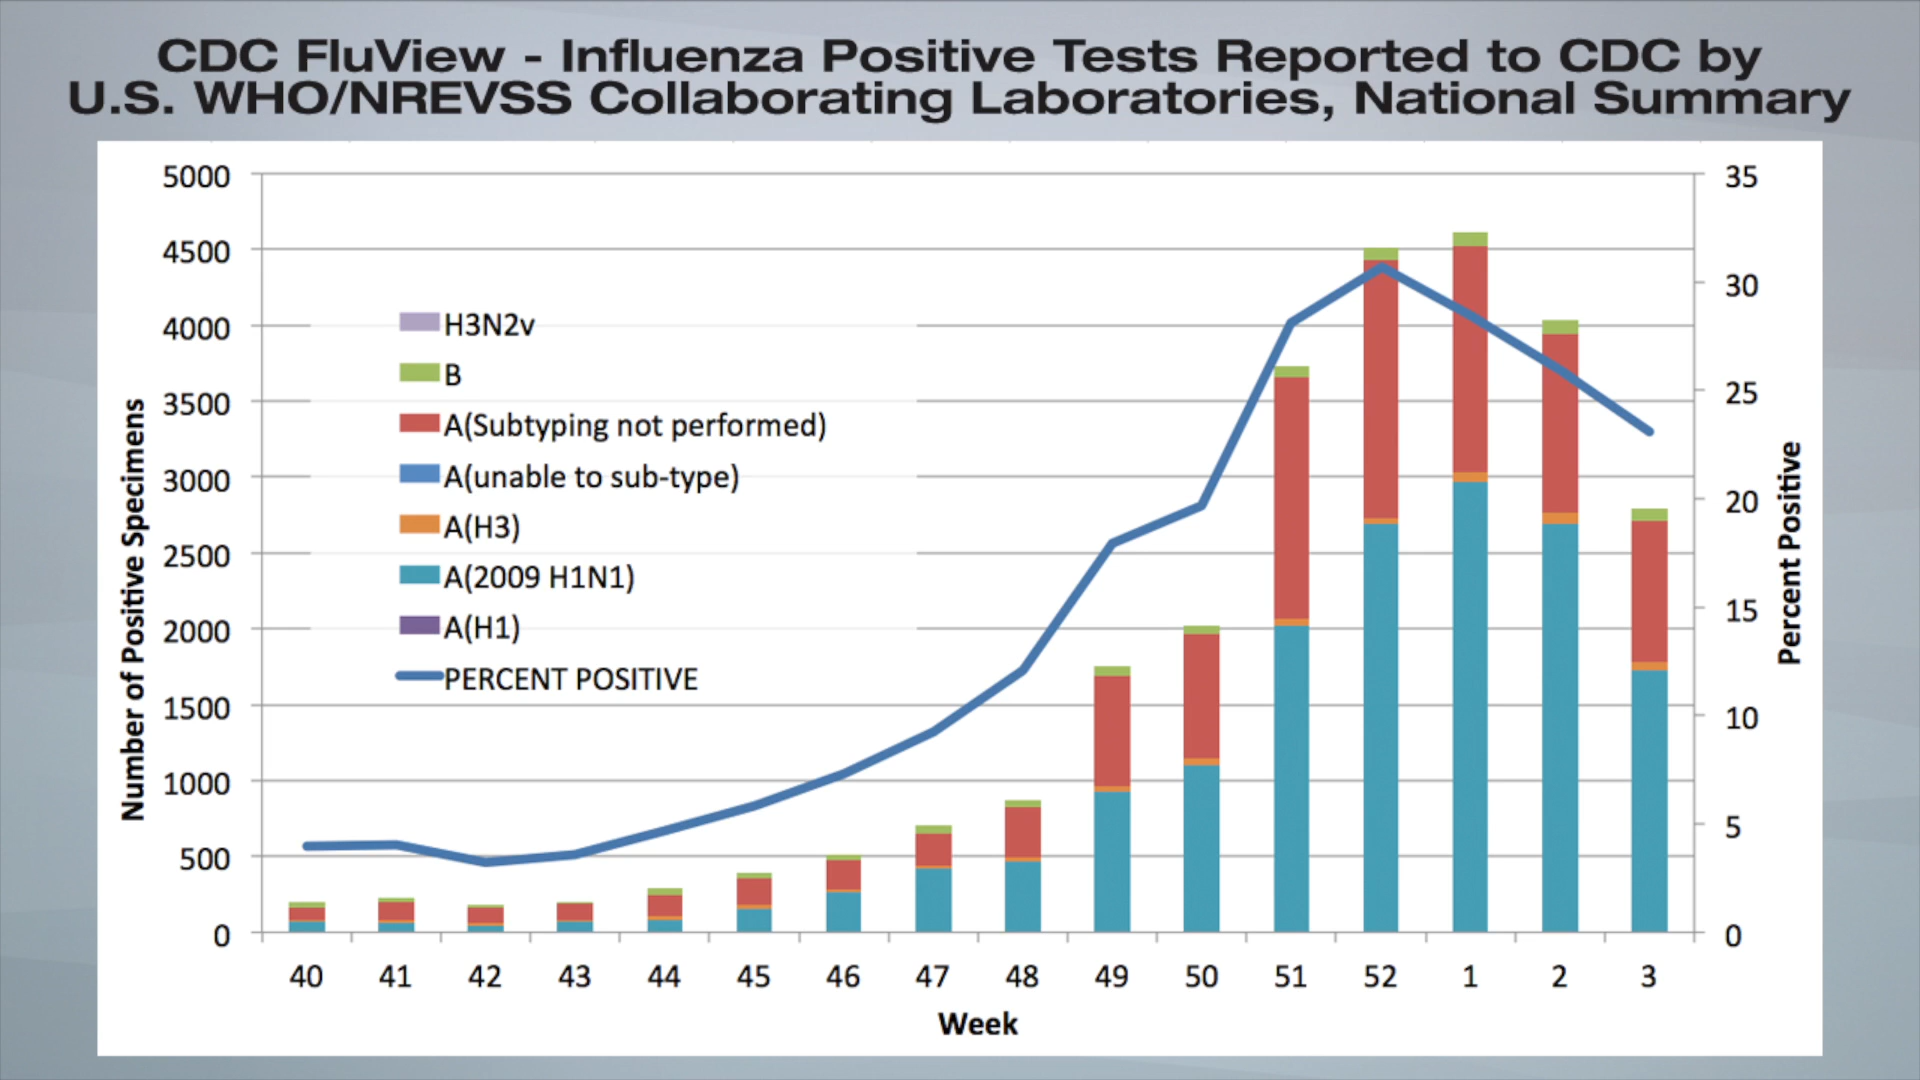 CDC FluView - Influenza Positive Tests Reported to CDC by
U.S. WHO/NREVSS Collaborating Laboratories, National Summary
5000
4500
4000
3500
3000
2500
2000
1500
1000
500
0
Number of Positive Specimens
H3N2v
B
A(Subtyping not performed)
A(unable to sub-type)
A(H3)
A(2009 H1N1)
A(H1)
PERCENT POSITIVE
35
30
25
20
15
10
5
0
Percent Positive
40 41 42 43 44 45 46 47 48 49 50 51 52 1 2 3
Week